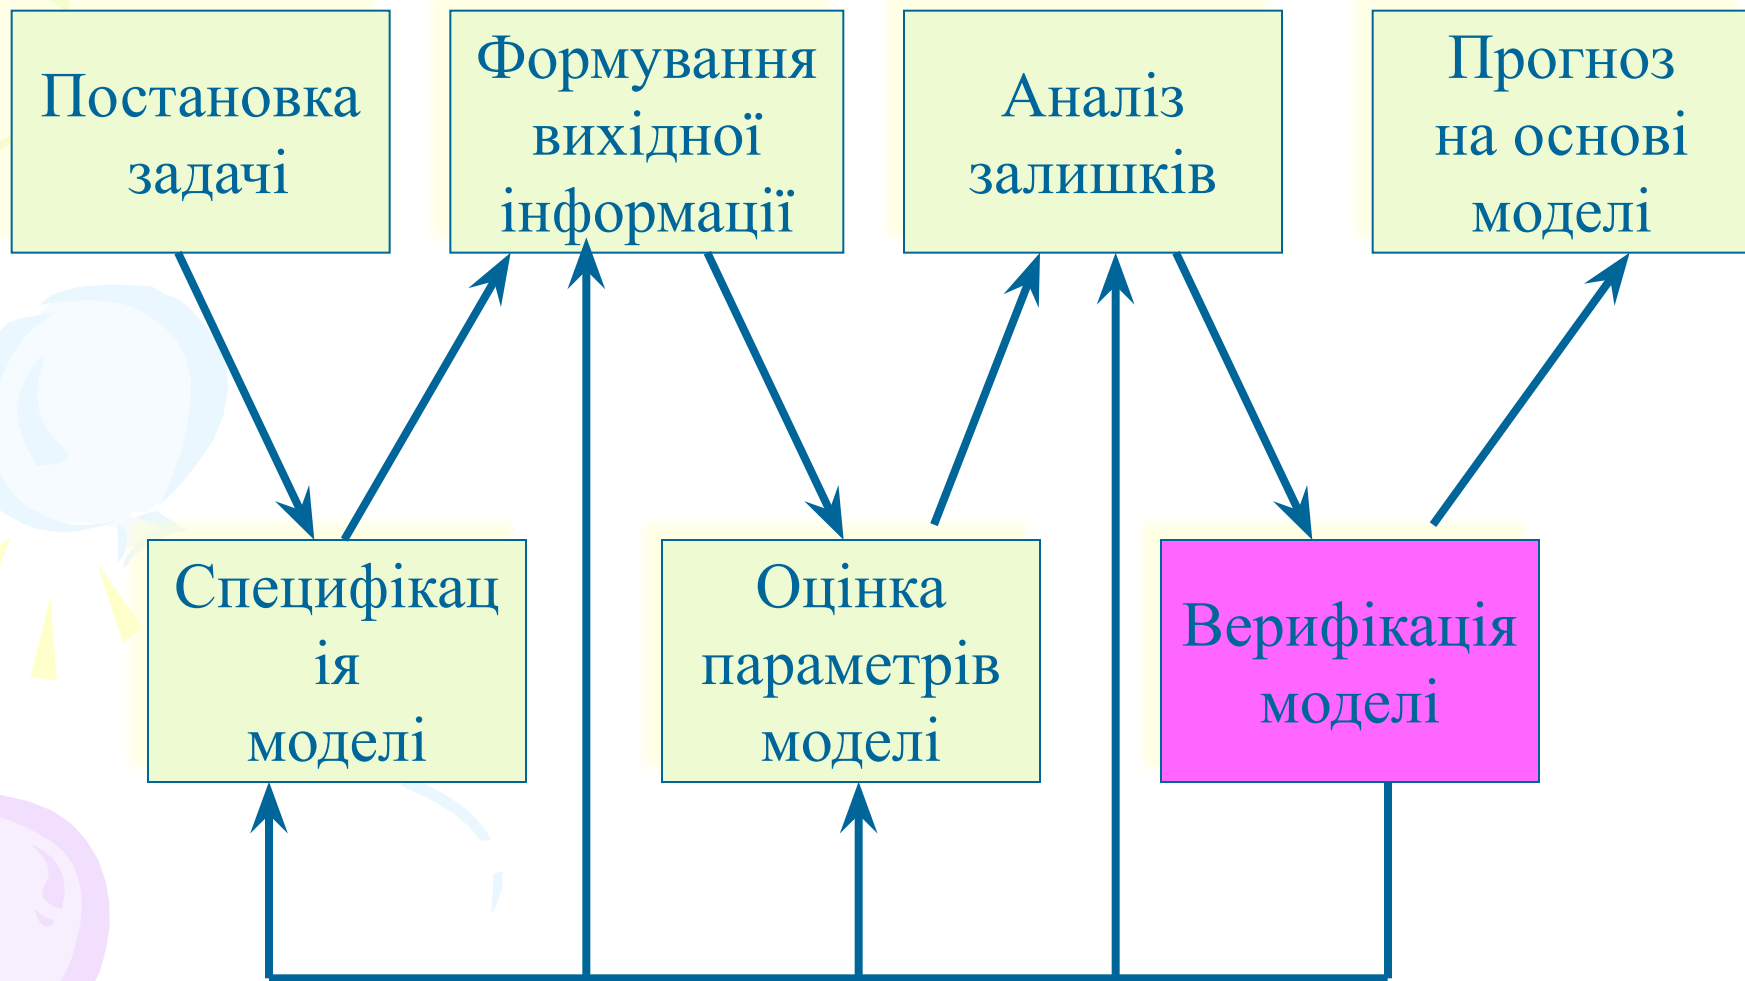 Постановка
задачі
Формування
вихідної
інформації
Аналіз
залишків
Прогноз
на основі
моделі
Специфікац
ія
моделі
Оцінка
параметрів
моделі
Верифікація
моделі